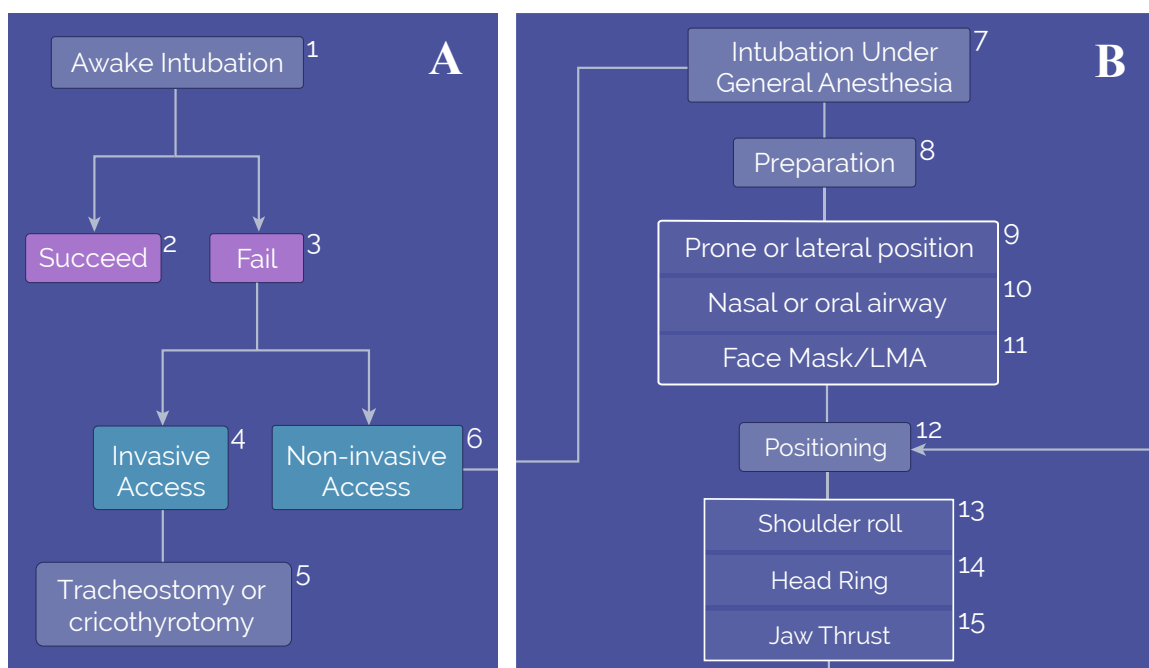 A
Awake Intubation
1
Succeed
2
Fail
3
Invasive
Access
4
Non-invasive
Access
6
Tracheostomy or
cricothyrotomy
5
B
Intubation Under
General Anesthesia
7
Preparation
8
Prone or lateral position
9
Nasal or oral airway
10
Face Mask/LMA
11
Positioning
12
Shoulder roll
13
Head Ring
14
Jaw Thrust
15